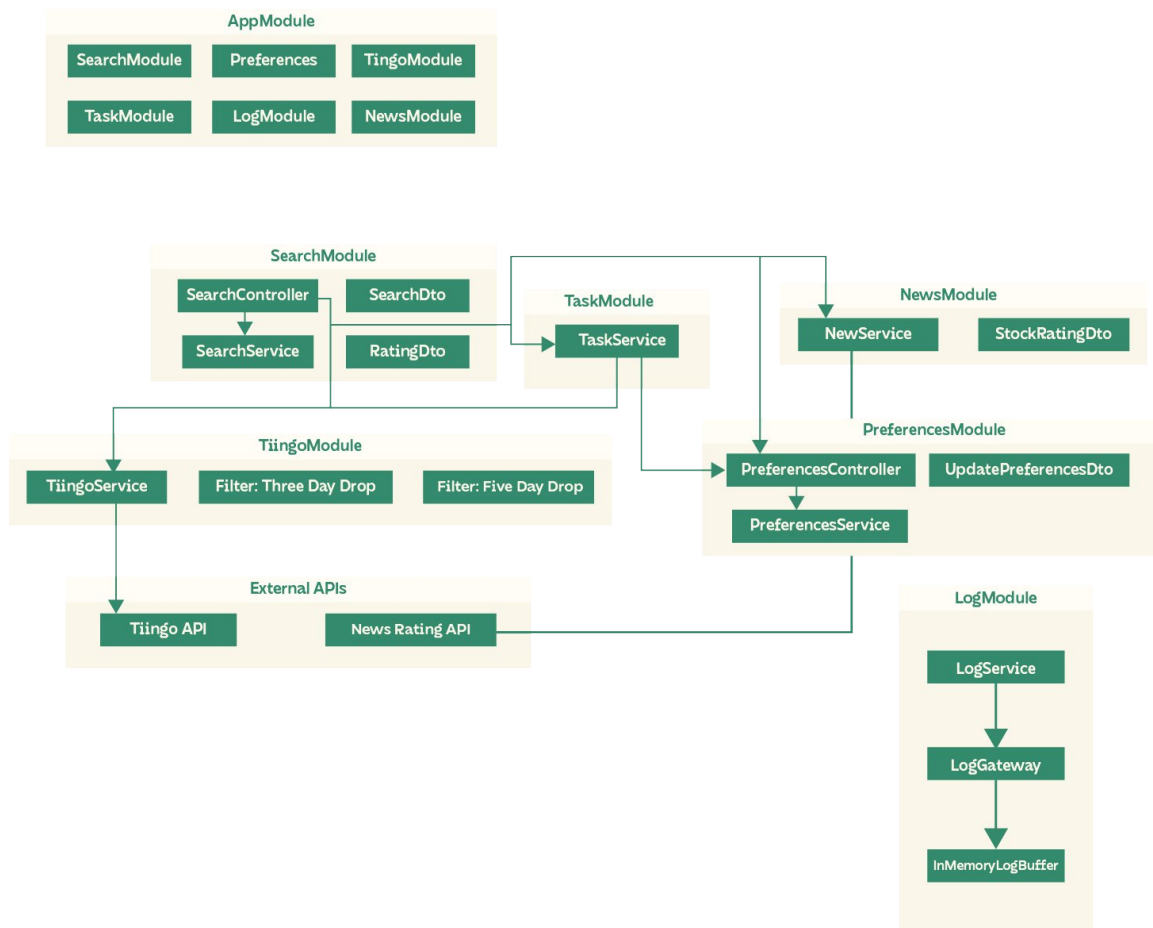 AppModule
SearchModule
Preferences
TingoModule
TaskModule
LogModule
NewsModule
SearchModule
SearchController
SearchDto
SearchService
RatingDto
TaskModule
TaskService
NewsModule
NewService
StockRatingDto
TiingoModule
TiingoService
Filter: Three Day Drop
Filter: Five Day Drop
PreferencesModule
PreferencesController
UpdatePreferencesDto
PreferencesService
External APIs
Tiingo API
News Rating API
LogModule
LogService
LogGateway
InMemoryLogBuffer